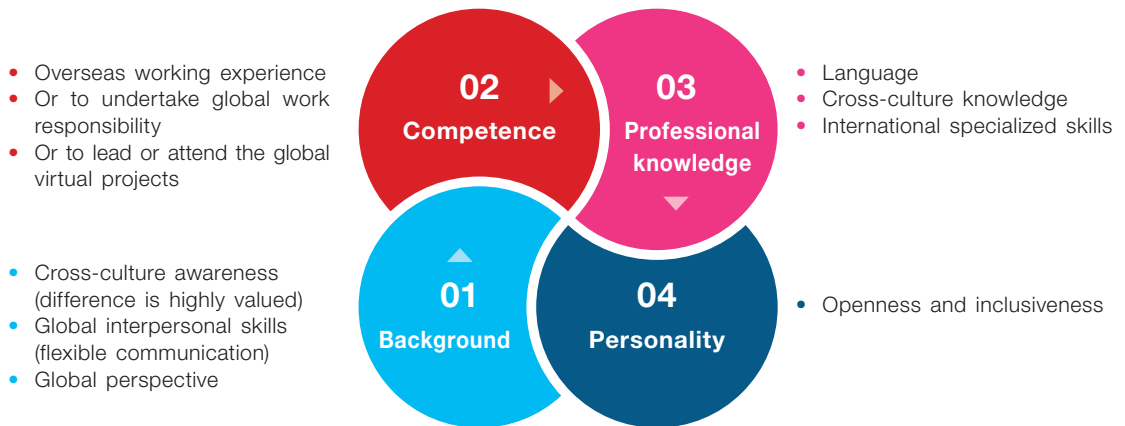 • Overseas working experience
• Or to undertake global work
responsibility
• Or to lead or attend the global
virtual projects
02
Competence
03
Professional
knowledge
• Language
• Cross-culture knowledge
• International specialized skills
• Cross-culture awareness
(difference is highly valued)
• Global interpersonal skills
(flexible communication)
• Global perspective
01
Background
04
Personality
• Openness and inclusiveness